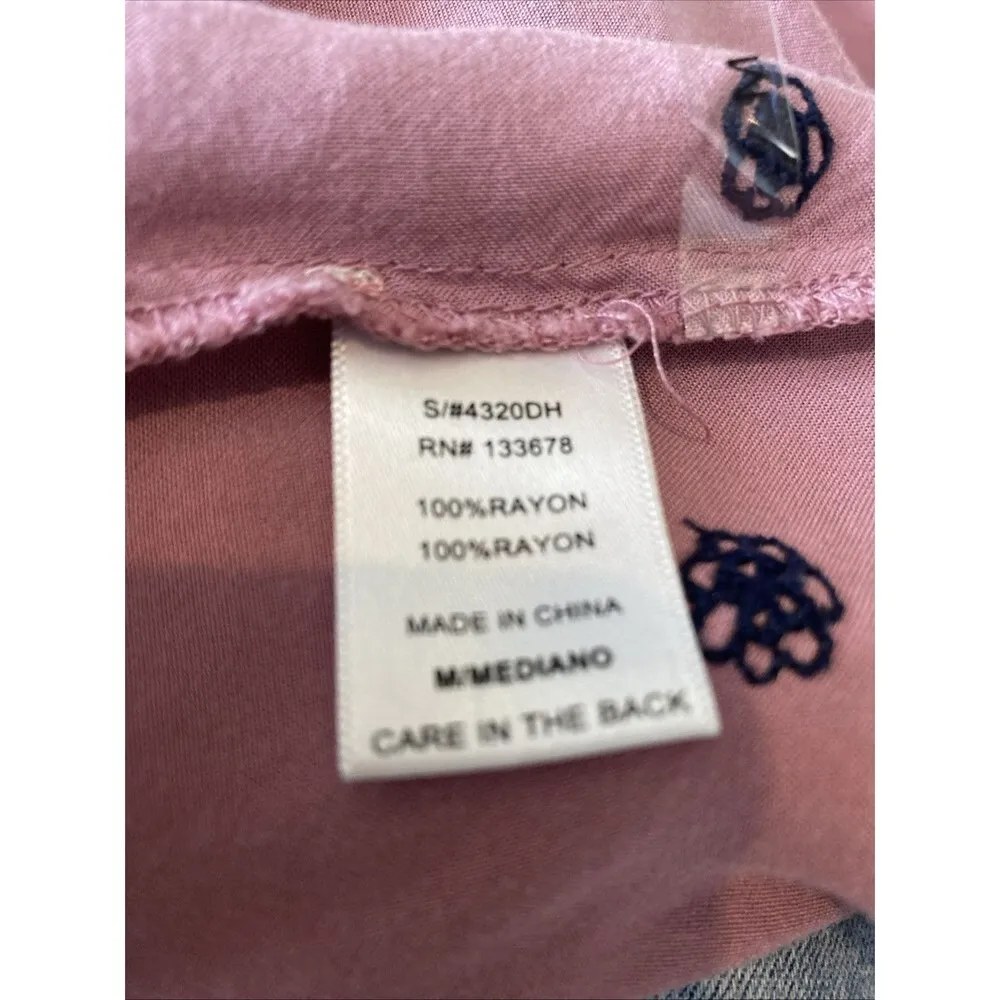 S/#4320DH
RN# 133678
100%RAYON
100%RAYON
MADE IN CHINA
M/MEDIANO
CARE IN THE BACK